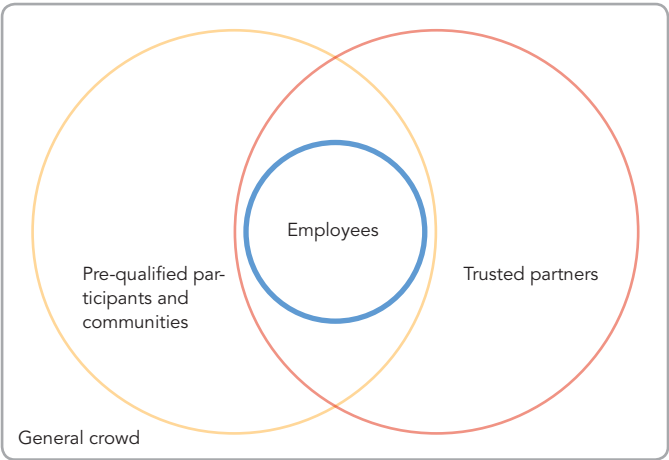 Employees
Pre-qualified par-
ticipants and
communities
Trusted partners
General crowd